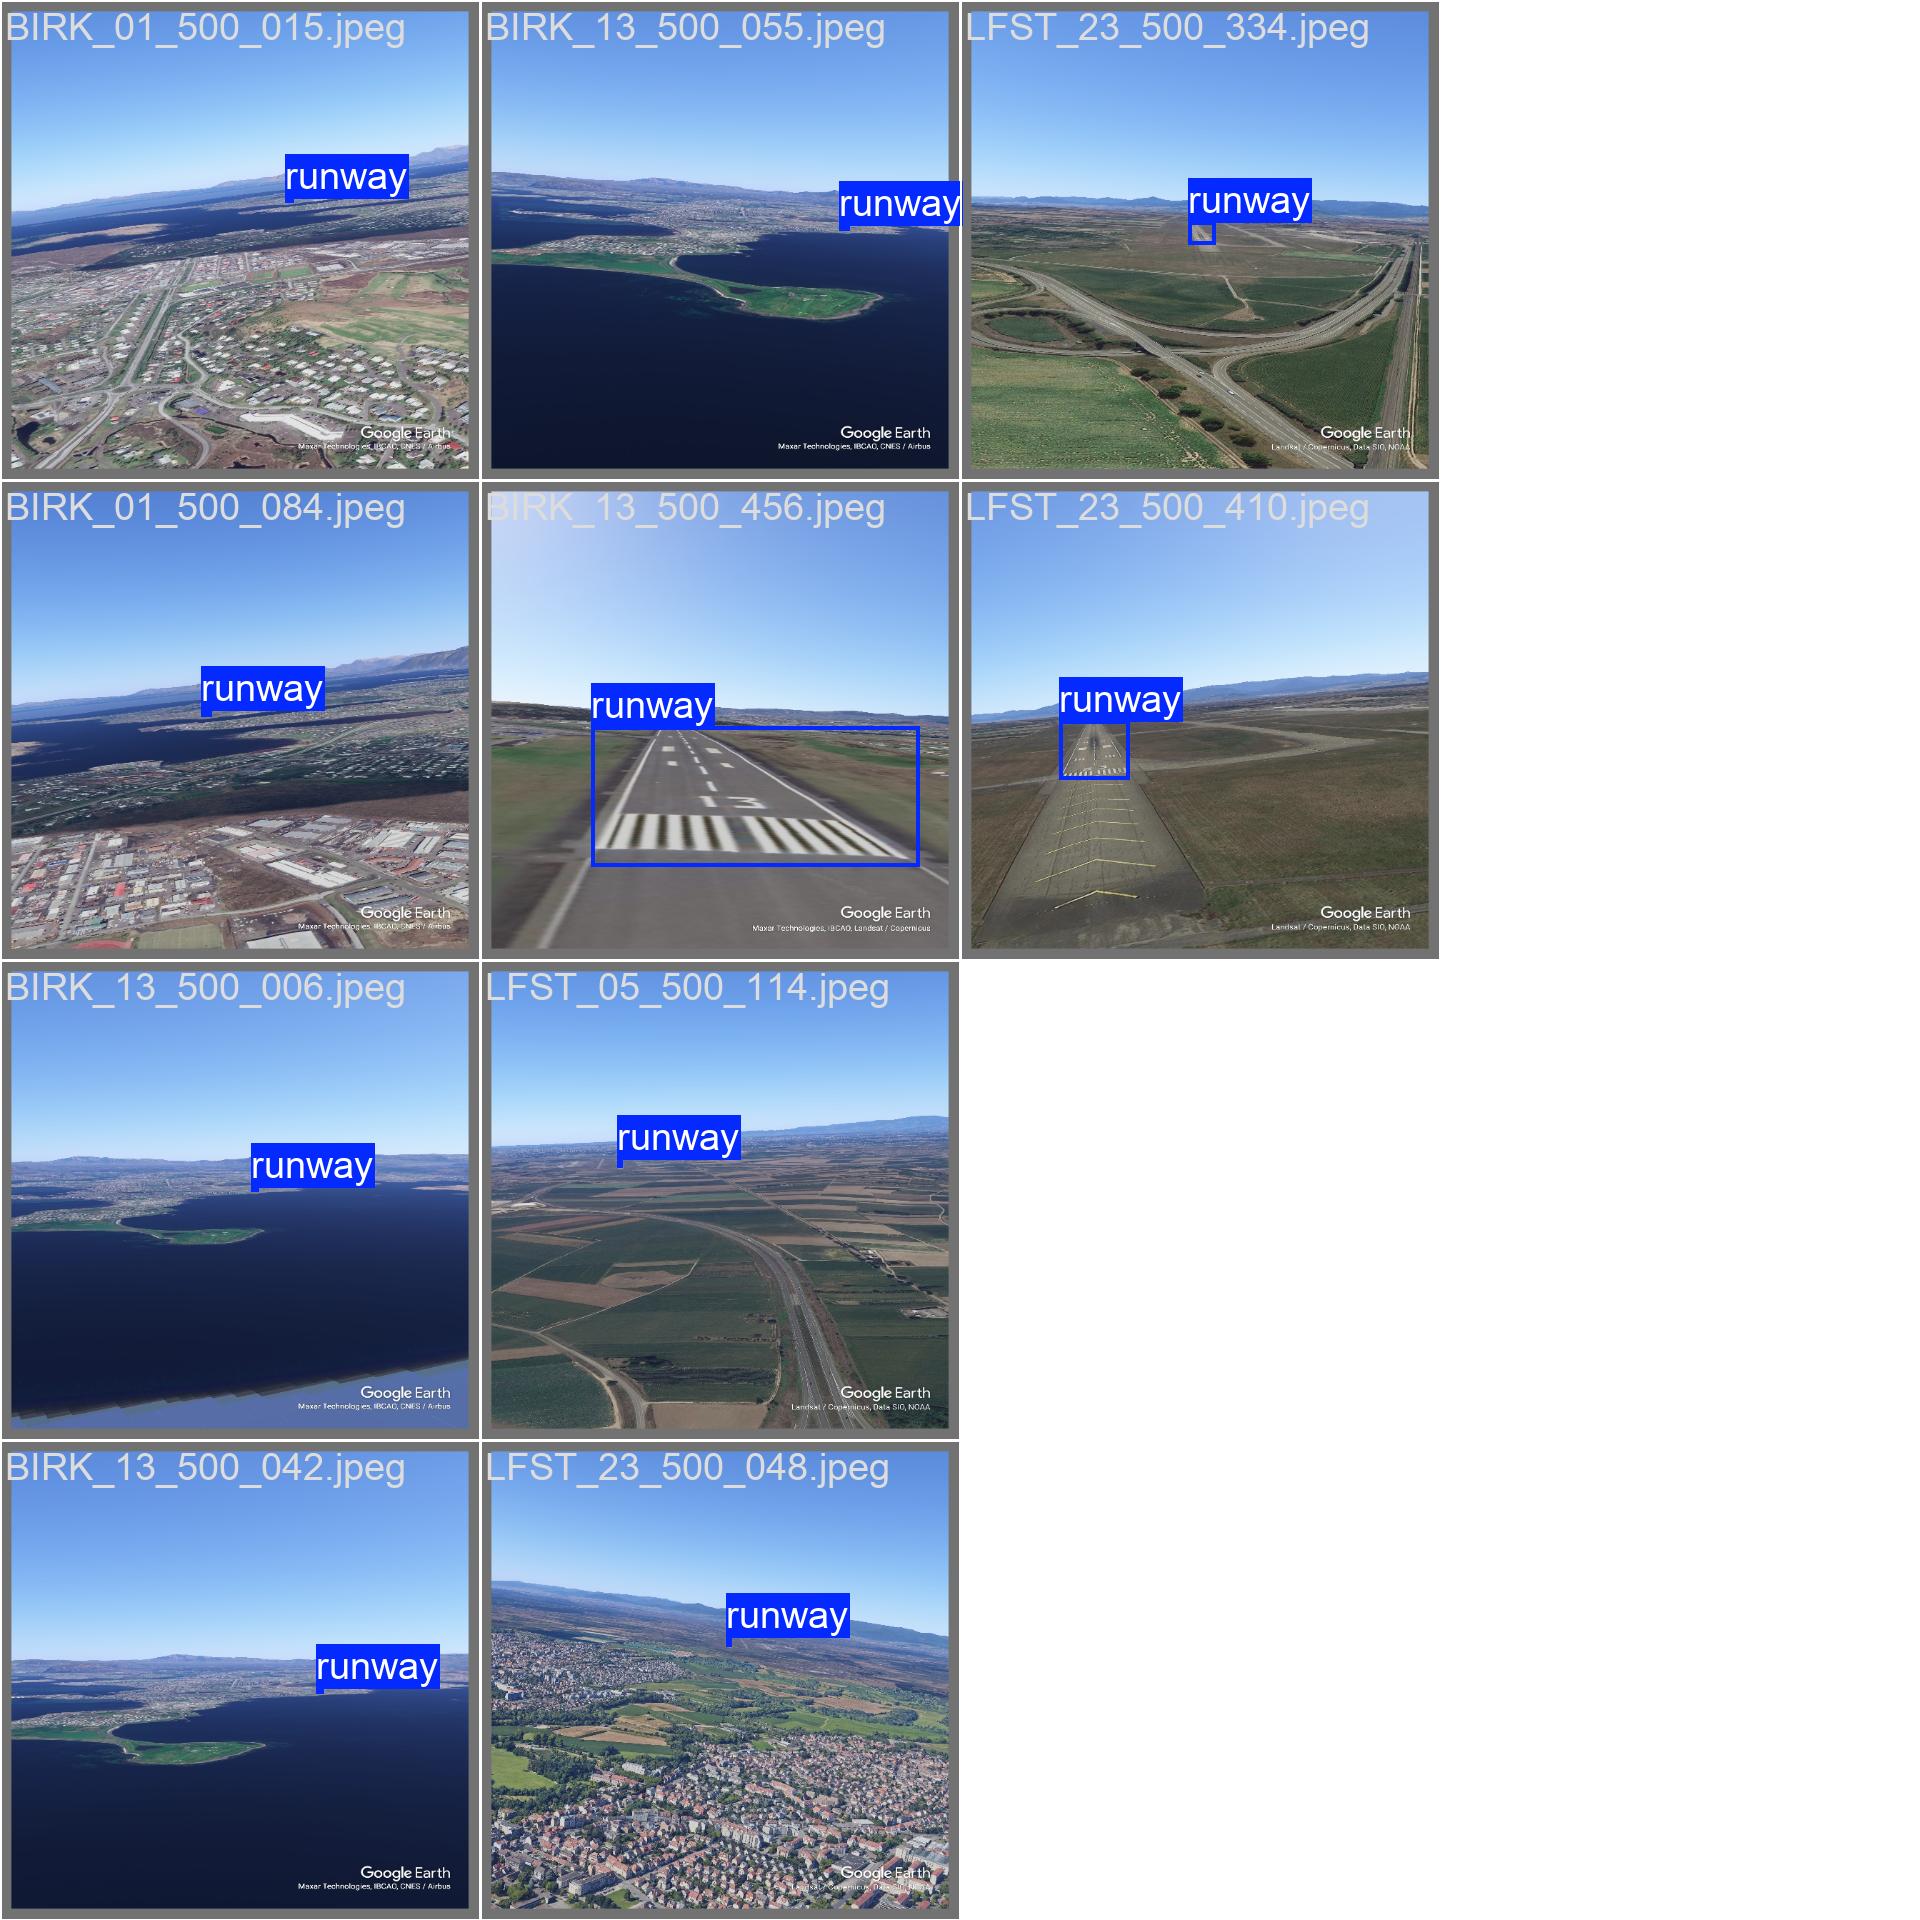 BIRK_01_500_015.jpeg
runway
Google Earth
Maxar Technologies, IBCAO, CNES / Airbus
BIRK_13_500_055.jpeg
runway
Google Earth
Maxar Technologies, IBCAO, CNES / Airbus
LFST_23_500_334.jpeg
runway
Google Earth
Landsat / Copernicus, Data SIO, NOAA
BIRK_01_500_084.jpeg
runway
Google Earth
Maxar Technologies, IBCAO, CNES / Airbus
BIRK_13_500_456.jpeg
runway
13
Google Earth
Maxar Technologies, IBCAO, Landsat / Copernicus
LFST_23_500_410.jpeg
runway
Google Earth
Landsat / Copernicus, Data SIO, NOAA
BIRK_13_500_006.jpeg
runway
Google Earth
Maxar Technologies, IBCAO, CNES / Airbus
LFST_05_500_114.jpeg
runway
Google Earth
Landsat / Copernicus, Data SIO, NOAA
BIRK_13_500_042.jpeg
runway
Google Earth
Maxar Technologies, IBCAO, CNES / Airbus
LFST_23_500_048.jpeg
runway
Google Earth
Landsat / Copernicus, Data SIO, NOAA